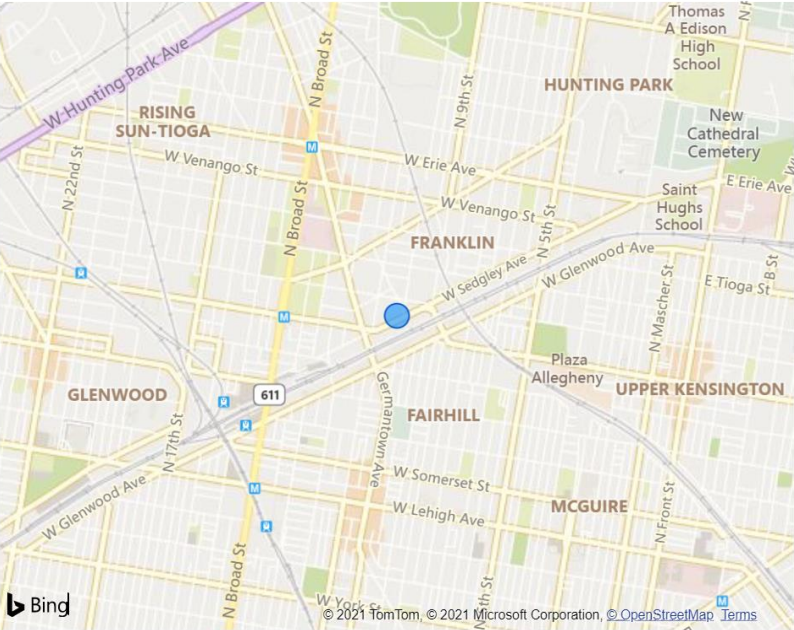 Thomas
A Edison
High
School
N F
W Hunting Park Ave
N Broad St
HUNTING PARK
N 9th St
RISING
SUN-TIOGA
New
Cathedral
Cemetery
N 22nd St
W Venango St
M
W Erie Ave
E Erie Ave
W
Saint
Hughs
School
N Broad St
W Venango St
N 5th St
FRANKLIN
W Sedgley Ave
W Glenwood Ave
B St
E Tioga St
N Mascher St
M
Plaza
Allegheny
UPPER KENSINGTON
GLENWOOD
611
Germantown Ave
FAIRHILL
N 17th St
W Somerset St
M
W Glenwood Ave
W Lehigh Ave
MCGUIRE
N Front St
N Broad St
M
Bing
W York St
© 2021 TomTom, © 2021 Microsoft Corporation, © OpenStreetMap Terms